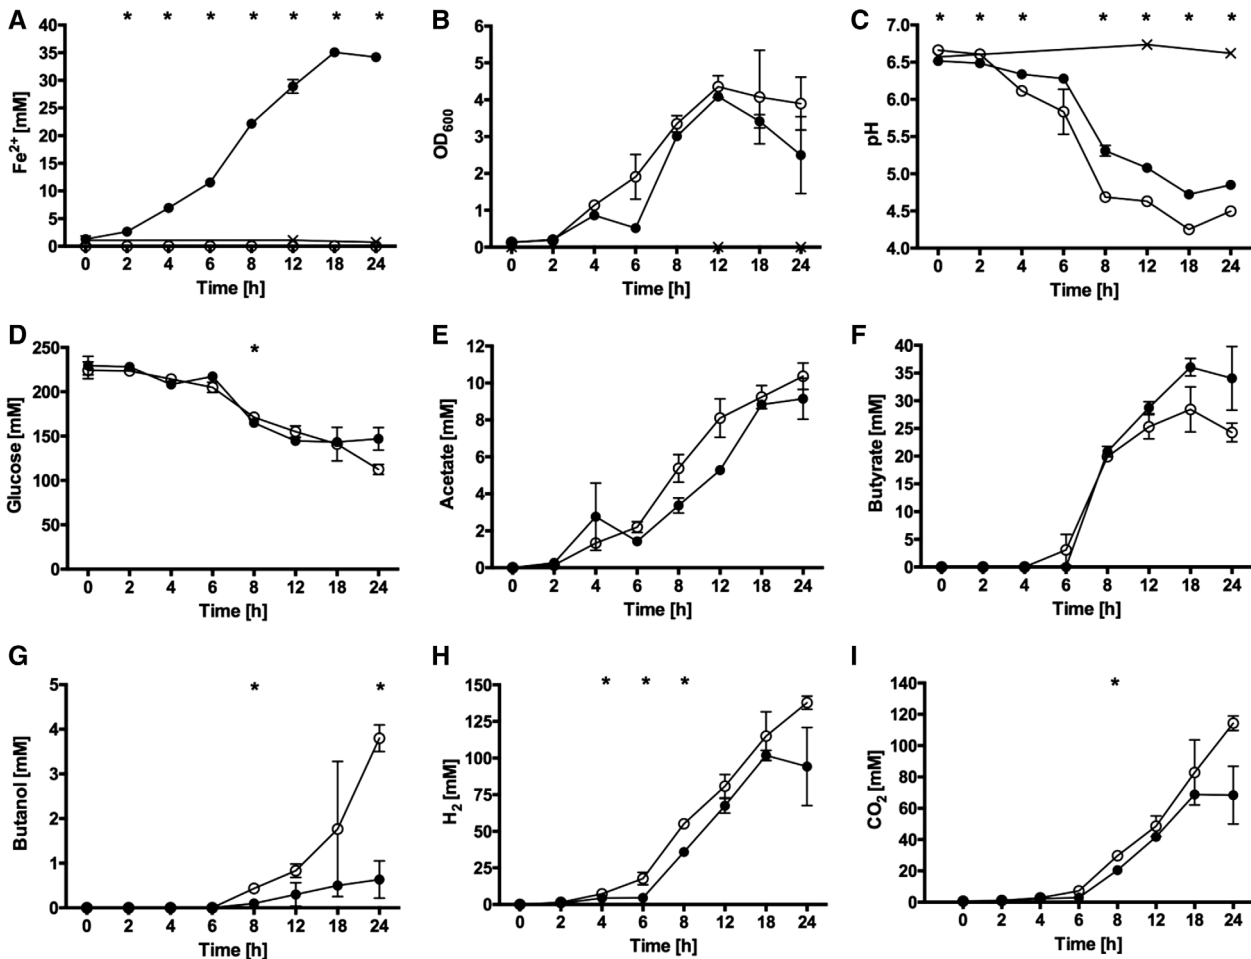 A
* * * * * * *
Fe²⁺ [mM]
40
35
30
25
20
15
10
5
0
0 2 4 6 8 12 18 24
Time [h]
B
OD₆₀₀
6
5
4
3
2
1
0
0 2 4 6 8 12 18 24
Time [h]
C
* * * * * * *
pH
7.0
6.5
6.0
5.5
5.0
4.5
4.0
0 2 4 6 8 12 18 24
Time [h]
D
*
Glucose [mM]
250
200
150
100
50
0
0 2 4 6 8 12 18 24
Time [h]
E
Acetate [mM]
12
10
8
6
4
2
0
0 2 4 6 8 12 18 24
Time [h]
F
Butyrate [mM]
40
35
30
25
20
15
10
5
0
0 2 4 6 8 12 18 24
Time [h]
G
* *
Butanol [mM]
5
4
3
2
1
0
0 2 4 6 8 12 18 24
Time [h]
H
* * *
H₂ [mM]
150
125
100
75
50
25
0
0 2 4 6 8 12 18 24
Time [h]
I
*
CO₂ [mM]
140
120
100
80
60
40
20
0
0 2 4 6 8 12 18 24
Time [h]